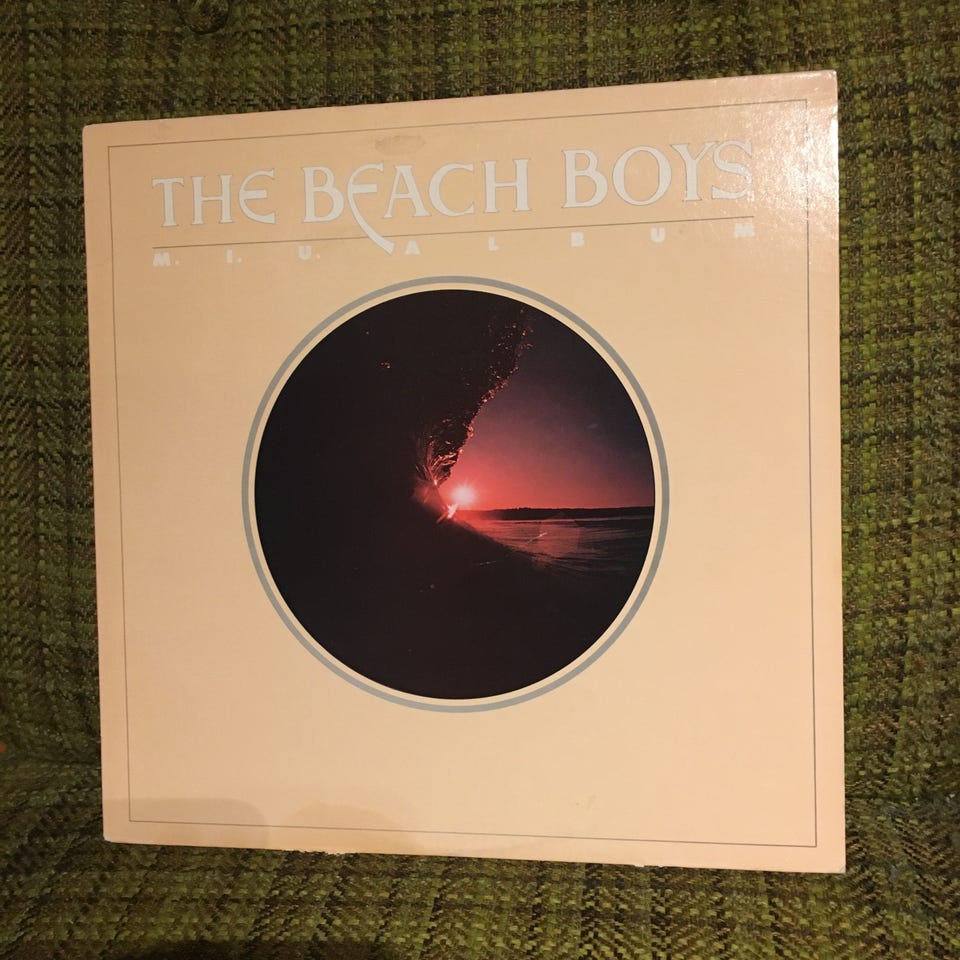 THE BEACH BOYS
M. I. U. ALBUM